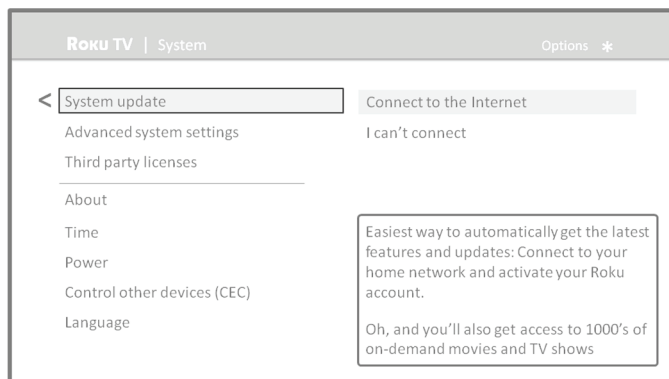 Roku TV | System Options *
< System update
Advanced system settings
Third party licenses
About
Time
Power
Control other devices (CEC)
Language
Connect to the Internet
I can't connect
Easiest way to automatically get the latest
features and updates: Connect to your
home network and activate your Roku
account.
Oh, and you'll also get access to 1000's of
on-demand movies and TV shows